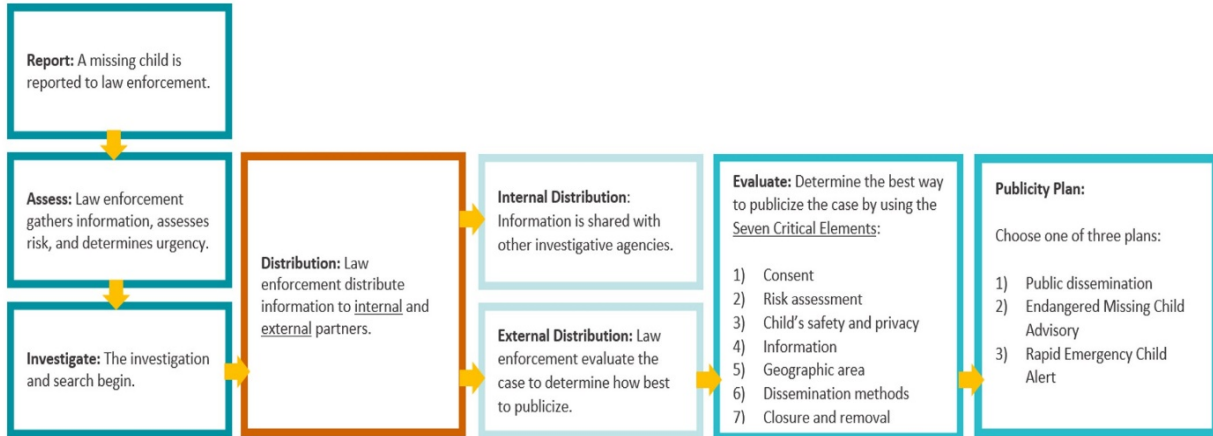 Report: A missing child is
reported to law enforcement.
Assess: Law enforcement
gathers information, assesses
risk, and determines urgency.
Investigate: The investigation
and search begin.
Distribution: Law
enforcement distribute
information to internal and
external partners.
Internal Distribution:
Information is shared with
other investigative agencies.
External Distribution: Law
enforcement evaluate the
case to determine how best
to publicize.
Evaluate: Determine the best way
to publicize the case by using the
Seven Critical Elements:
1) Consent
2) Risk assessment
3) Child's safety and privacy
4) Information
5) Geographic area
6) Dissemination methods
7) Closure and removal
Publicity Plan:
Choose one of three plans:
1) Public dissemination
2) Endangered Missing Child
Advisory
3) Rapid Emergency Child
Alert